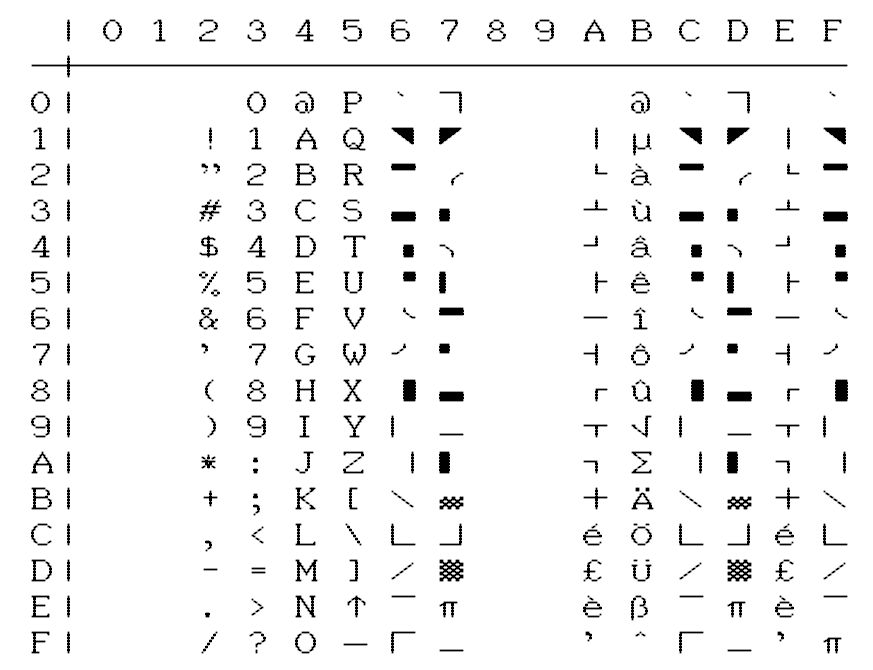 | 0 1 2 3 4 5 6 7 8 9 A B C D E F
0 | 0 @ P ` ┐ @ ` ┐ `
1 | ! 1 A Q ◥ ◤ | µ ◥ ◤ | ◥
2 | " 2 B R ▀ ╭ └ à ▀ ╭ └ ▀
3 | # 3 C S ▄ ▖ ┴ ù ▄ ▖ ┴ ▄
4 | $ 4 D T ▗ ╮ ┘ â ▗ ╮ ┘ ▗
5 | % 5 E U ▝ ▌ ├ ê ▝ ▌ ├ ▝
6 | & 6 F V ╰ ▀ ─ î ╰ ▀ ─ ╰
7 | ' 7 G W ╯ ▘ ┤ ô ╯ ▘ ┤ ╯
8 | ( 8 H X ▐ ▄ ┌ û ▐ ▄ ┌ ▐
9 | ) 9 I Y ▏ _ ┬ √ ▏ _ ┬ ▏
A | * : J Z ▕ ▌ ┐ Σ ▕ ▌ ┐ ▕
B | + ; K [ \ ▒ ┼ Ä \ ▒ ┼ \
C | , < L \ └ ┘ é Ö └ ┘ é └
D | - = M ] / ▒ £ Ü / ▒ £ /
E | . > N ↑ ‾ π è β ‾ π è ‾
F | / ? O — ┌ _ ' ^ ┌ _ ' π